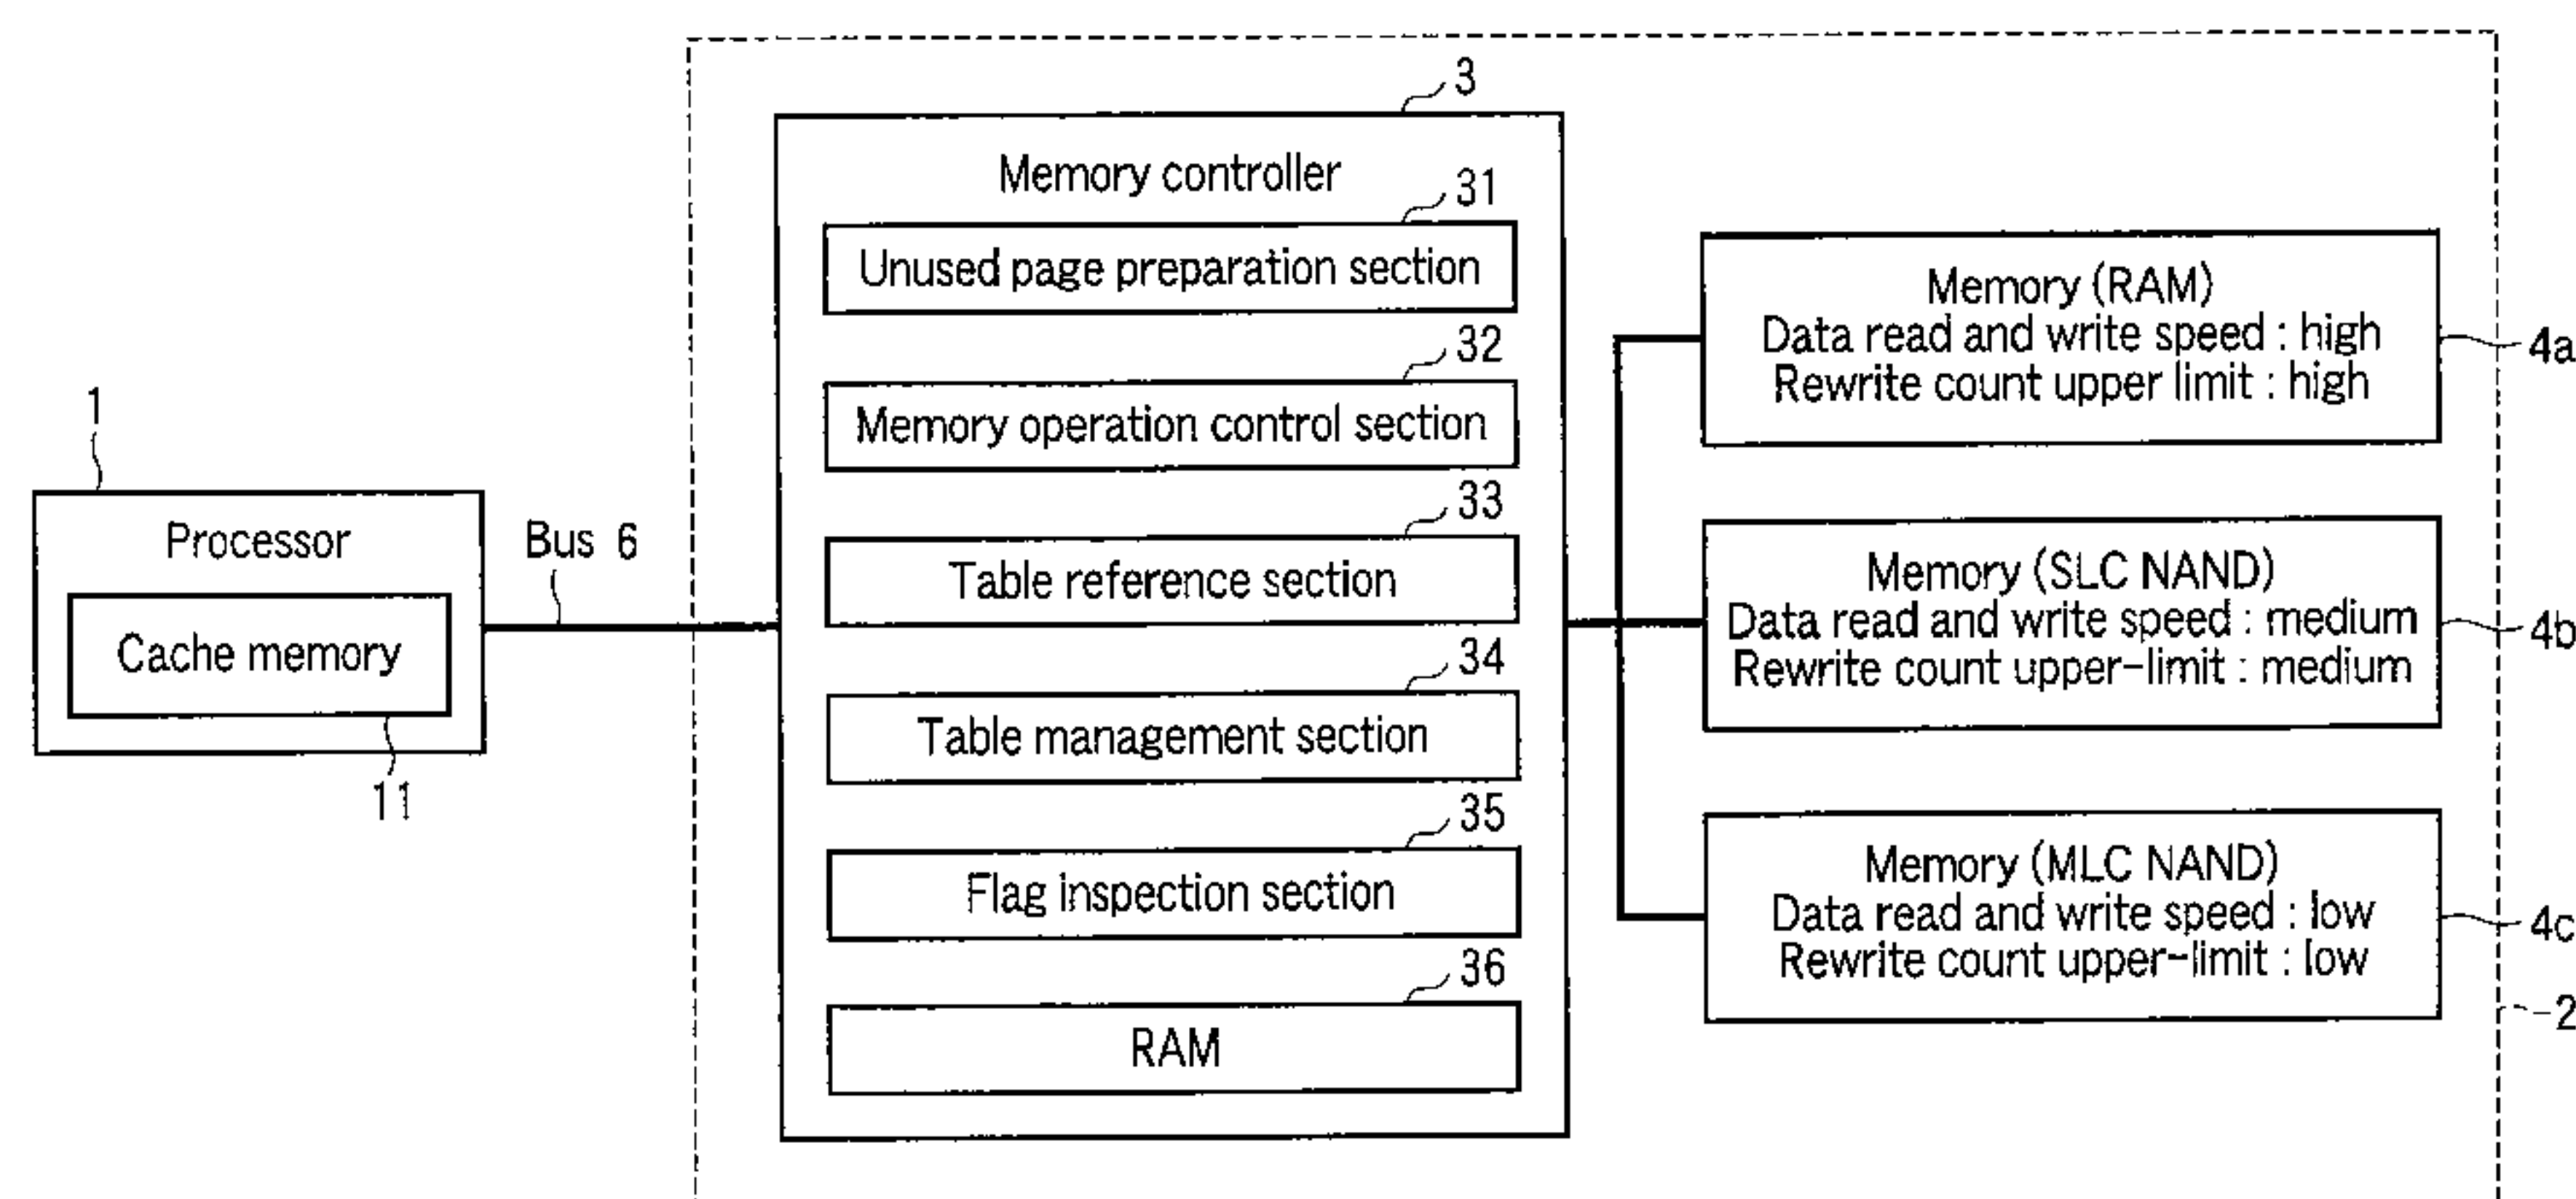 3
Memory controller
31
Unused page preparation section
32
Memory operation control section
33
Table reference section
34
Table management section
35
Flag inspection section
36
RAM
1
Processor
Cache memory
11
Bus 6
Memory (RAM)
Data read and write speed : high
Rewrite count upper limit : high
4a
Memory (SLC NAND)
Data read and write speed : medium
Rewrite count upper-limit : medium
4b
Memory (MLC NAND)
Data read and write speed : low
Rewrite count upper-limit : low
4c
2